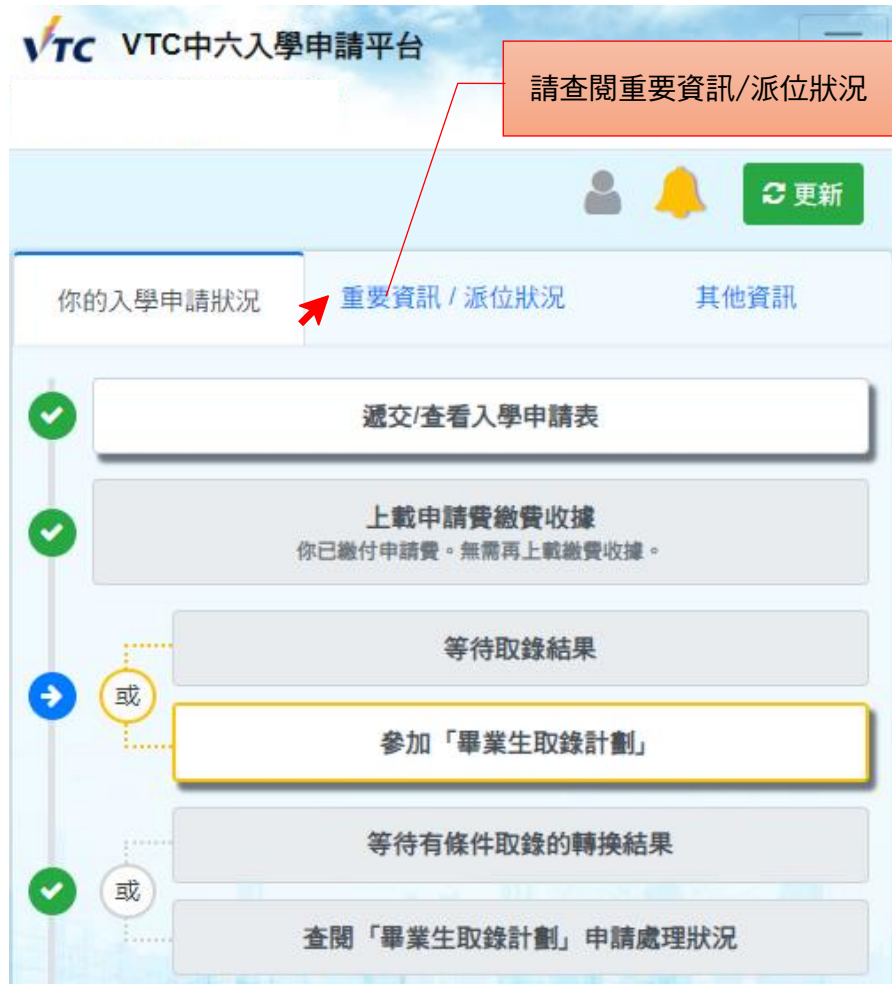 VTC VTC中六入學申請平台
請查閱重要資訊/派位狀況
更新
你的入學申請狀況 重要資訊 / 派位狀況 其他資訊
遞交/查看入學申請表
上載申請費繳費收據
你已繳付申請費。無需再上載繳費收據。
等待取錄結果
或
參加「畢業生取錄計劃」
等待有條件取錄的轉換結果
或
查閱「畢業生取錄計劃」申請處理狀況